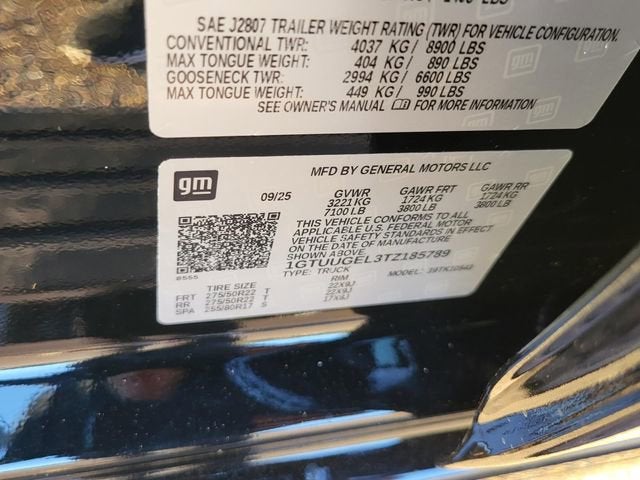 LBS
SAE J2807 TRAILER WEIGHT RATING (TWR) FOR VEHICLE CONFIGURATION.
CONVENTIONAL TWR: 4037 KG / 8900 LBS
MAX TONGUE WEIGHT: 404 KG / 890 LBS
GOOSENECK TWR: 2994 KG / 6600 LBS
MAX TONGUE WEIGHT: 449 KG / 990 LBS
SEE OWNER'S MANUAL FOR MORE INFORMATION
gm
MFD BY GENERAL MOTORS LLC
09/25 GVWR GAWR FRT GAWR RR
3221 KG 1724 KG 1724 KG
7100 LB 3800 LB 3800 LB
THIS VEHICLE CONFORMS TO ALL
APPLICABLE U.S. FEDERAL MOTOR
VEHICLE SAFETY STANDARDS IN EFFECT
ON THE DATE OF MANUFACTURE
SHOWN ABOVE.
1GTUUGEL3TZ185789
TYPE: TRUCK MODEL:
8555
TIRE SIZE RIM
FRT 275/50R22 T 22X9J
RR 275/50R22 T 22X9J
SPA 255/80R17 S 17X8J